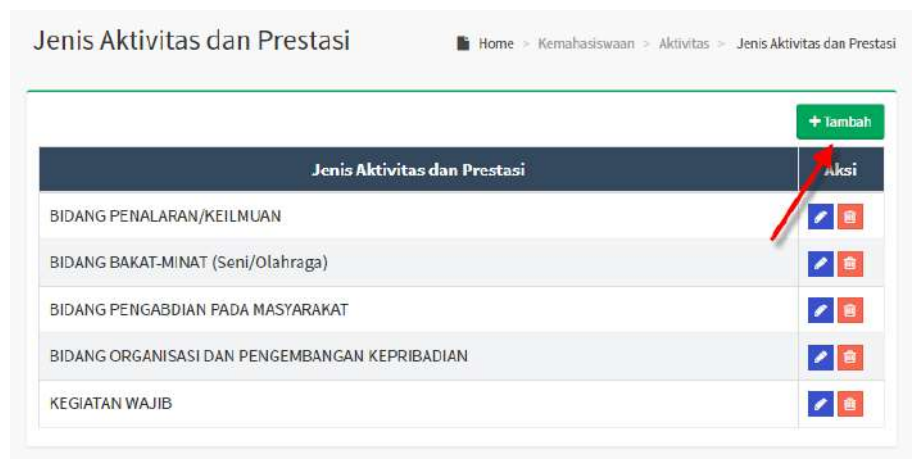 Jenis Aktivitas dan Prestasi
Home > Kemahasiswaan > Aktivitas > Jenis Aktivitas dan Prestasi
+ Tambah
Jenis Aktivitas dan Prestasi Aksi
BIDANG PENALARAN/KEILMUAN
BIDANG BAKAT-MINAT (Seni/Olahraga)
BIDANG PENGABDIAN PADA MASYARAKAT
BIDANG ORGANISASI DAN PENGEMBANGAN KEPRIBADIAN
KEGIATAN WAJIB